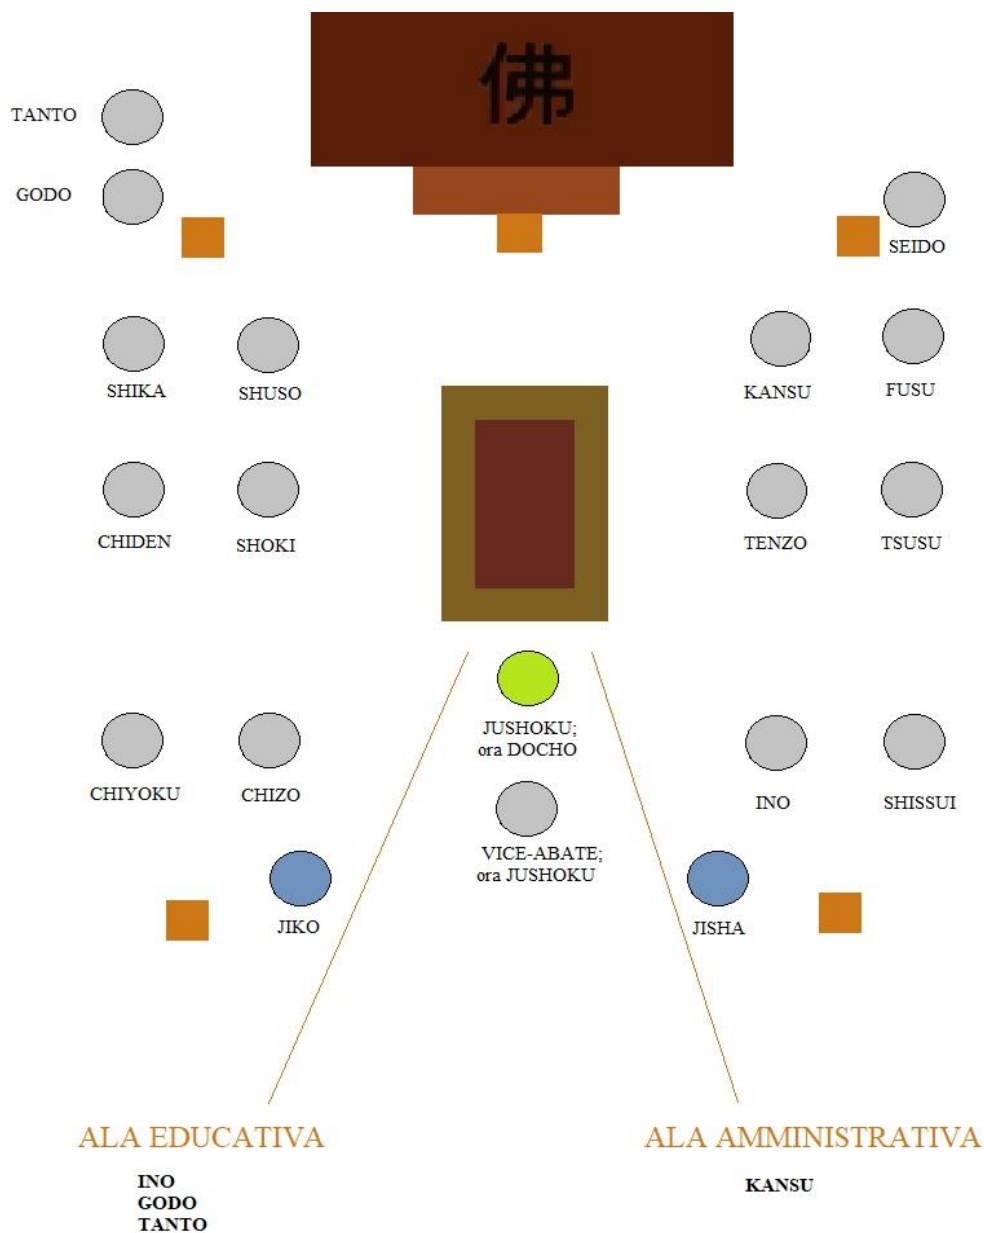 佛
TANTO
GODO
SEIDO
SHIKA
SHUSO
KANSU
FUSU
CHIDEN
SHOKI
TENZO
TSUSU
JUSHOKU;
ora DOCHO
CHIYOKU
CHIZO
INO
SHISSUI
VICE-ABATE;
ora JUSHOKU
JIKO
JISHA
ALA EDUCATIVA
INO
GODO
TANTO
ALA AMMINISTRATIVA
KANSU